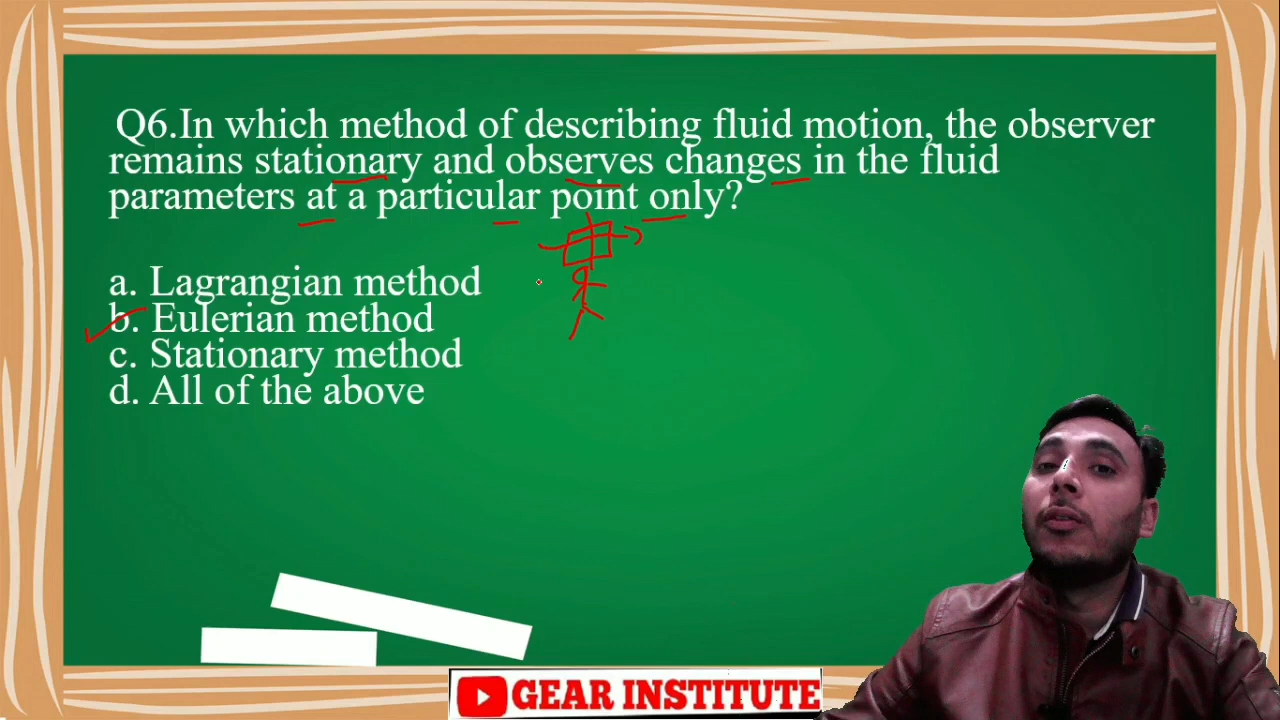 Q6.In which method of describing fluid motion, the observer
remains stationary and observes changes in the fluid
parameters at a particular point only?
a. Lagrangian method
b. Eulerian method
c. Stationary method
d. All of the above
GEAR INSTITUTE